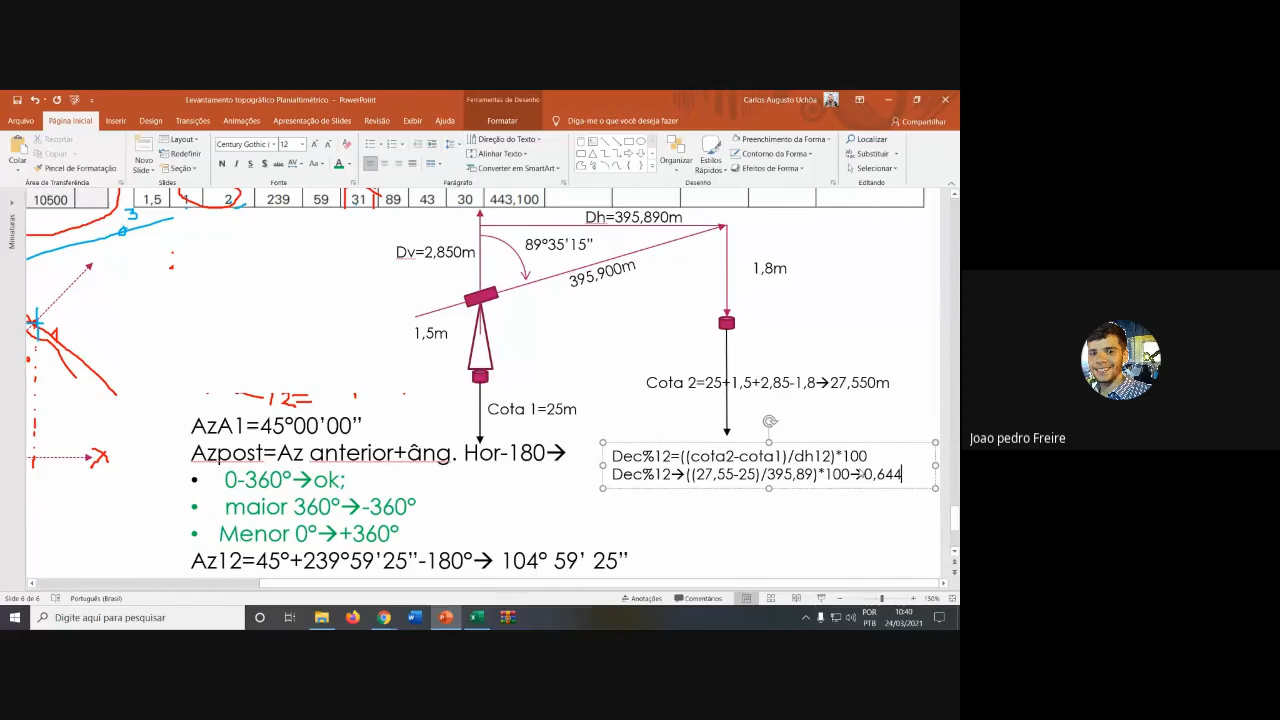 Levantamento topográfico Planialtimétrico - PowerPoint
Ferramentas de Desenho
Carlos Augusto Uchôa
Arquivo Página Inicial Inserir Design Transições Animações Apresentação de Slides Revisão Exibir Ajuda Formatar Diga-me o que você deseja fazer Compartilhar
Colar
Recortar
Copiar
Pincel de Formatação
Área de Transferência
Novo Slide
Layout
Redefinir
Seção
Slides
Century Gothic ( 12
N I S S abc AV Aa A
Fonte
Direção do Texto
Alinhar Texto
Converter em SmartArt
Parágrafo
Organizar
Estilos Rápidos
Preenchimento da Forma
Contorno da Forma
Efeitos de Forma
Desenho
Localizar
Substituir
Selecionar
Editando
Miniaturas
10500 1,5 1 2 239 59 31 89 43 30 443,100
3
Dh=395,890m
Dv=2,850m
89°35'15"
395,900m
1,8m
1,5m
Cota 2=25+1,5+2,85-1,8→27,550m
Cota 1=25m
12=
X
AzA1=45°00'00"
Azpost=Az anterior+âng. Hor-180→
• 0-360°→ok;
• maior 360°→-360°
• Menor 0°→+360°
Az12=45°+239°59'25"-180°→ 104° 59' 25"
Dec%12=((cota2-cota1)/dh12)*100
Dec%12→((27,55-25)/395,89)*100→0,644
Slide 6 de 6 Português (Brasil) Anotações Comentários 150%
Digite aqui para pesquisar
POR
PTB
10:40
24/03/2021
Joao pedro Freire